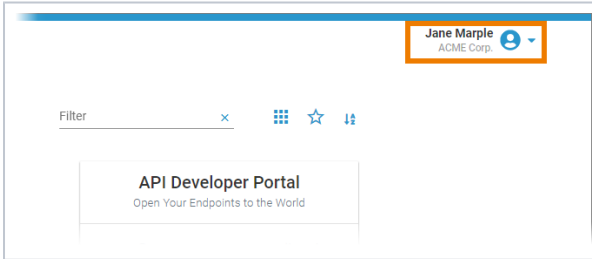 Jane Marple
ACME Corp.
Filter
API Developer Portal
Open Your Endpoints to the World